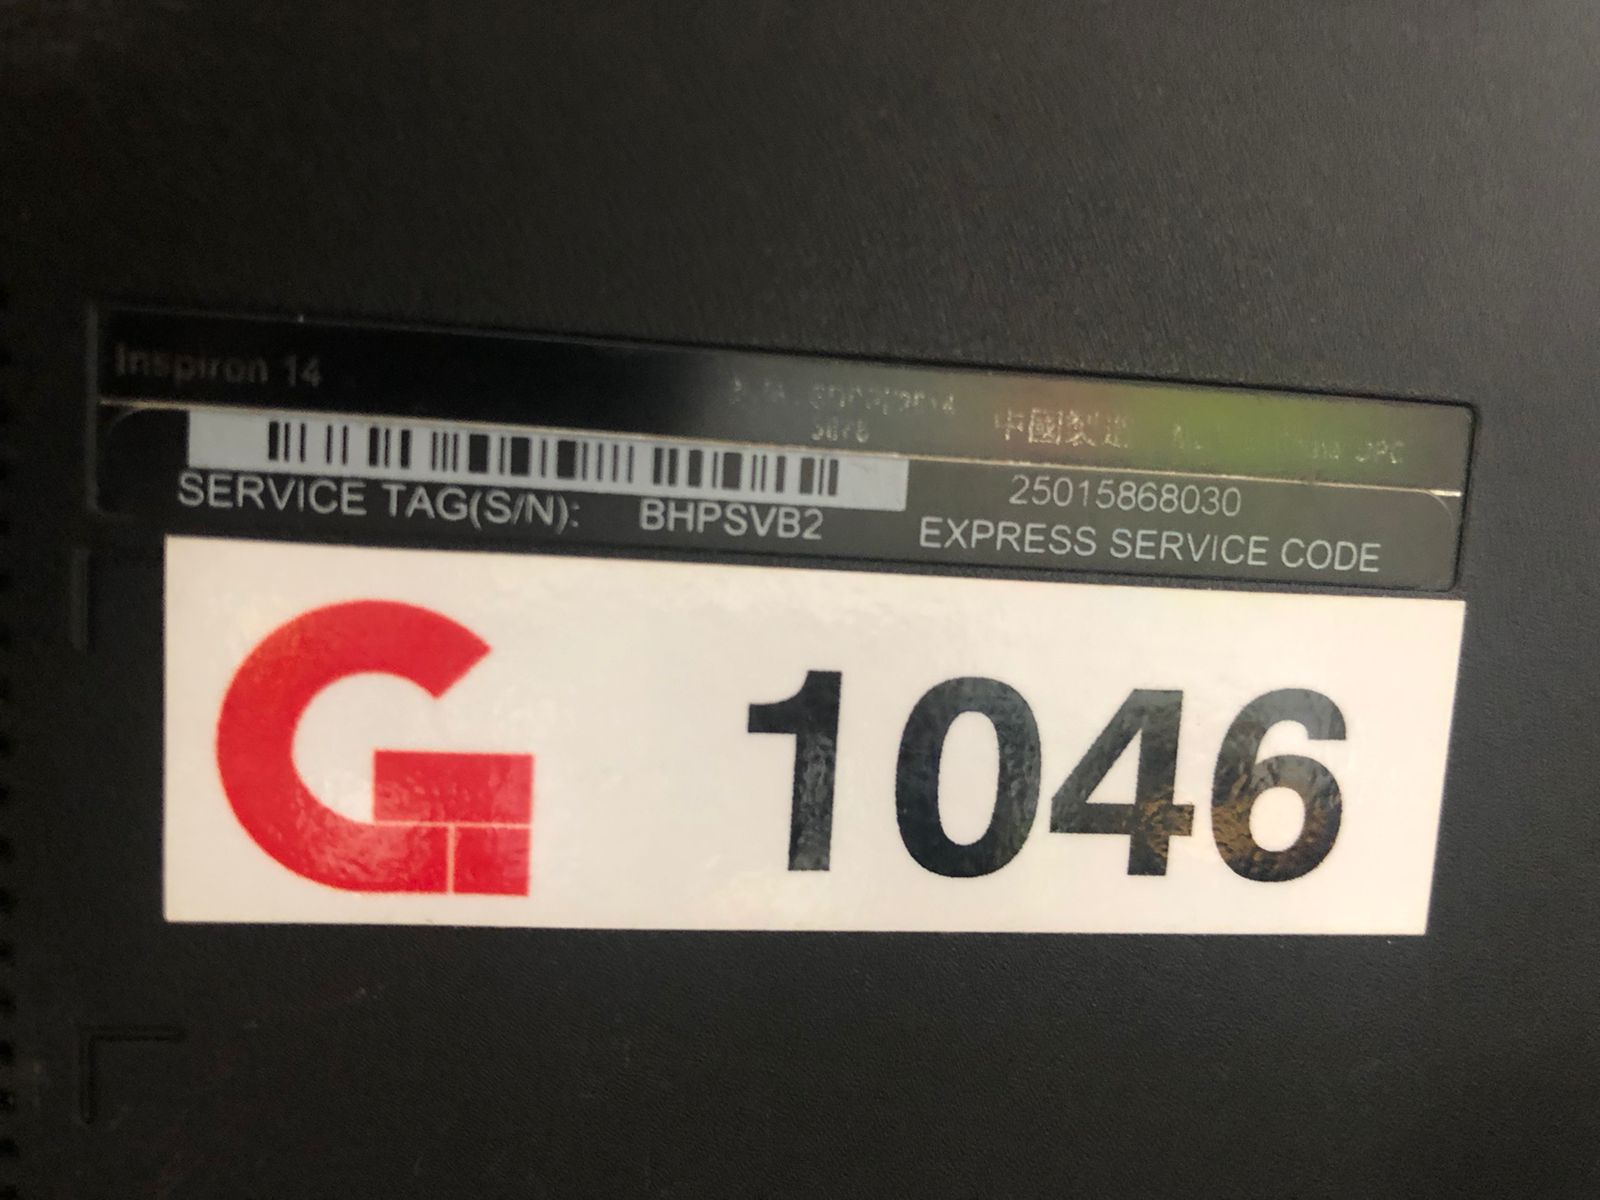 Inspiron 14
中國製造
25015868030
SERVICE TAG(S/N): BHPSVB2 EXPRESS SERVICE CODE
G 1046